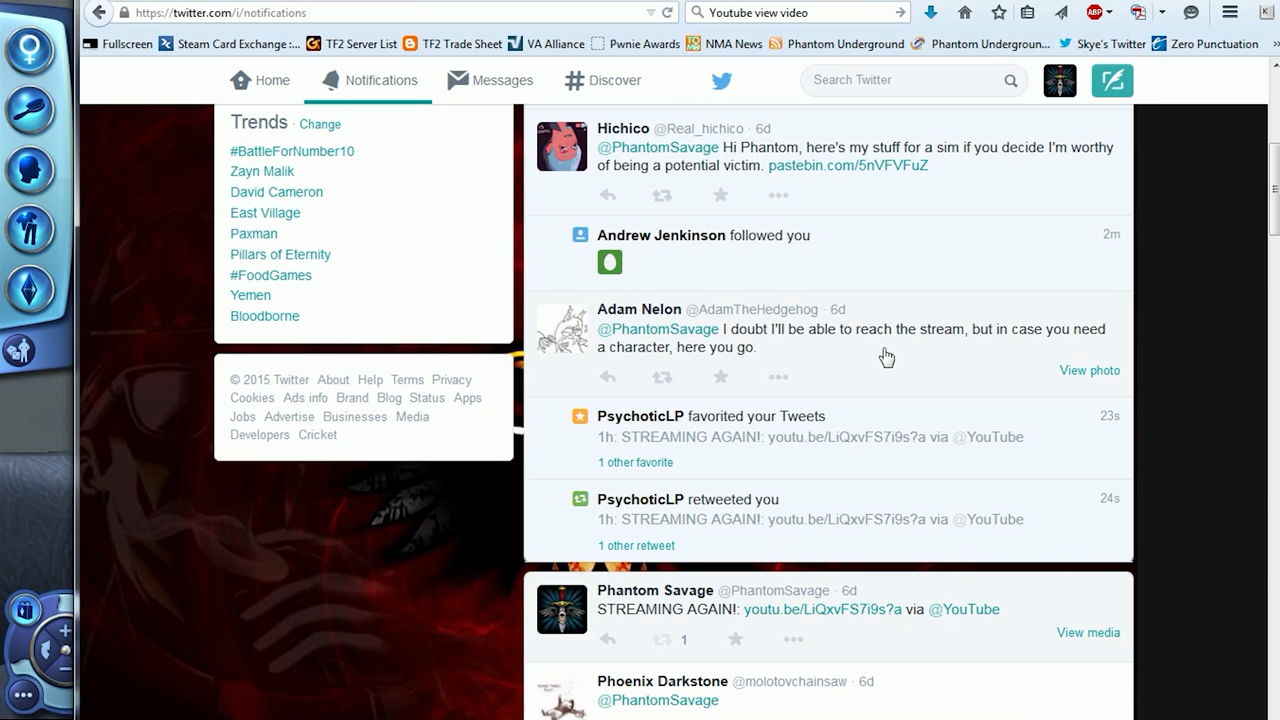 https://twitter.com/i/notifications
Youtube view video
ABP
Fullscreen
Steam Card Exchange :...
TF2 Server List
TF2 Trade Sheet
VA Alliance
Pwnie Awards
NMA News
Phantom Underground
Phantom Undergroun...
Skye's Twitter
Zero Punctuation
Home
Notifications
Messages
Discover
Search Twitter
Trends · Change
#BattleForNumber10
Zayn Malik
David Cameron
East Village
Paxman
Pillars of Eternity
#FoodGames
Yemen
Bloodborne
© 2015 Twitter About Help Terms Privacy
Cookies Ads info Brand Blog Status Apps
Jobs Advertise Businesses Media
Developers Cricket
Hichico @Real_hichico · 6d
@PhantomSavage Hi Phantom, here's my stuff for a sim if you decide I'm worthy
of being a potential victim. pastebin.com/5nVFVFuZ
Andrew Jenkinson followed you 2m
Adam Nelon @AdamTheHedgehog · 6d
@PhantomSavage I doubt I'll be able to reach the stream, but in case you need
a character, here you go.
View photo
PsychoticLP favorited your Tweets 23s
1h: STREAMING AGAIN!: youtu.be/LiQxvFS7i9s?a via @YouTube
1 other favorite
PsychoticLP retweeted you 24s
1h: STREAMING AGAIN!: youtu.be/LiQxvFS7i9s?a via @YouTube
1 other retweet
Phantom Savage @PhantomSavage · 6d
STREAMING AGAIN!: youtu.be/LiQxvFS7i9s?a via @YouTube
1
View media
Phoenix Darkstone @molotovchainsaw · 6d
@PhantomSavage